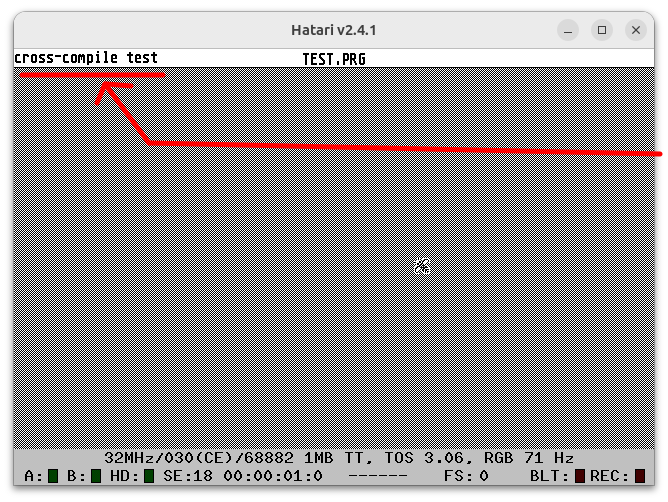 Hatari v2.4.1
cross-compile test TEST.PRG
32MHz/030(CE)/68882 1MB TT, TOS 3.06, RGB 71 Hz
A: B: HD: SE:18 00:00:01:0 ------ FS: 0 BLT: REC: